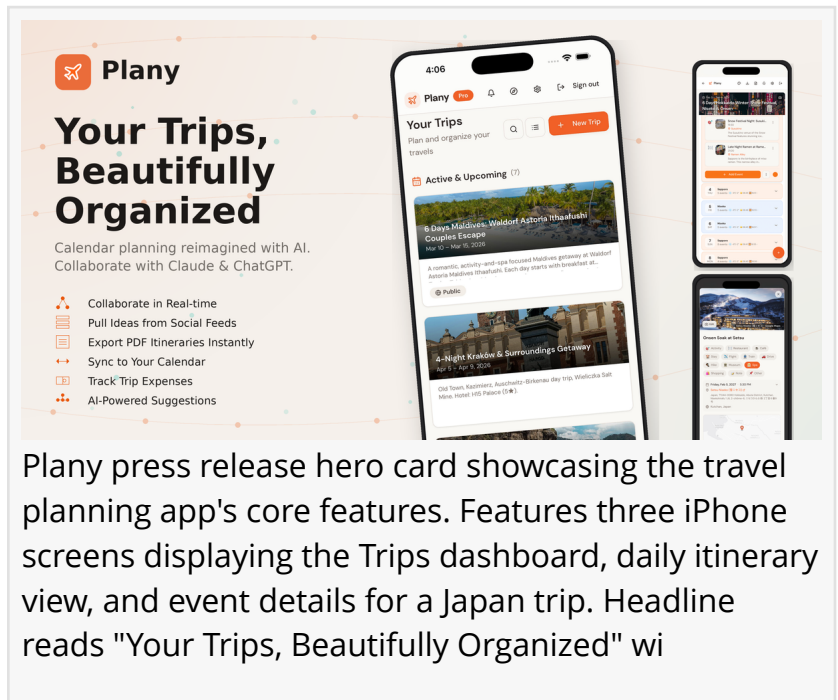 Plany
Your Trips,
Beautifully
Organized
Calendar planning reimagined with AI.
Collaborate with Claude & ChatGPT.
Collaborate in Real-time
Pull Ideas from Social Feeds
Export PDF Itineraries Instantly
Sync to Your Calendar
Track Trip Expenses
AI-Powered Suggestions
4:06
Plany Pro Sign out
Your Trips
Plan and organize your
travels
+ New Trip
Active & Upcoming (7)
6 Days Maldives: Waldorf Astoria Ithaafushi
Couples Escape
Mar 10 – Mar 15, 2026
A romantic, activity-and-spa focused Maldives getaway at Waldorf
Astoria Maldives Ithaafushi. Each day starts with breakfast at...
Public
4-Night Kraków & Surroundings Getaway
Apr 5 – Apr 9, 2026
Old Town, Kazimierz, Auschwitz-Birkenau day trip, Wieliczka Salt
Mine. Hotel: H15 Palace (5★).
Plany
Onsen Soak at Setsu
Plany press release hero card showcasing the travel
planning app's core features. Features three iPhone
screens displaying the Trips dashboard, daily itinerary
view, and event details for a Japan trip. Headline
reads "Your Trips, Beautifully Organized" wi